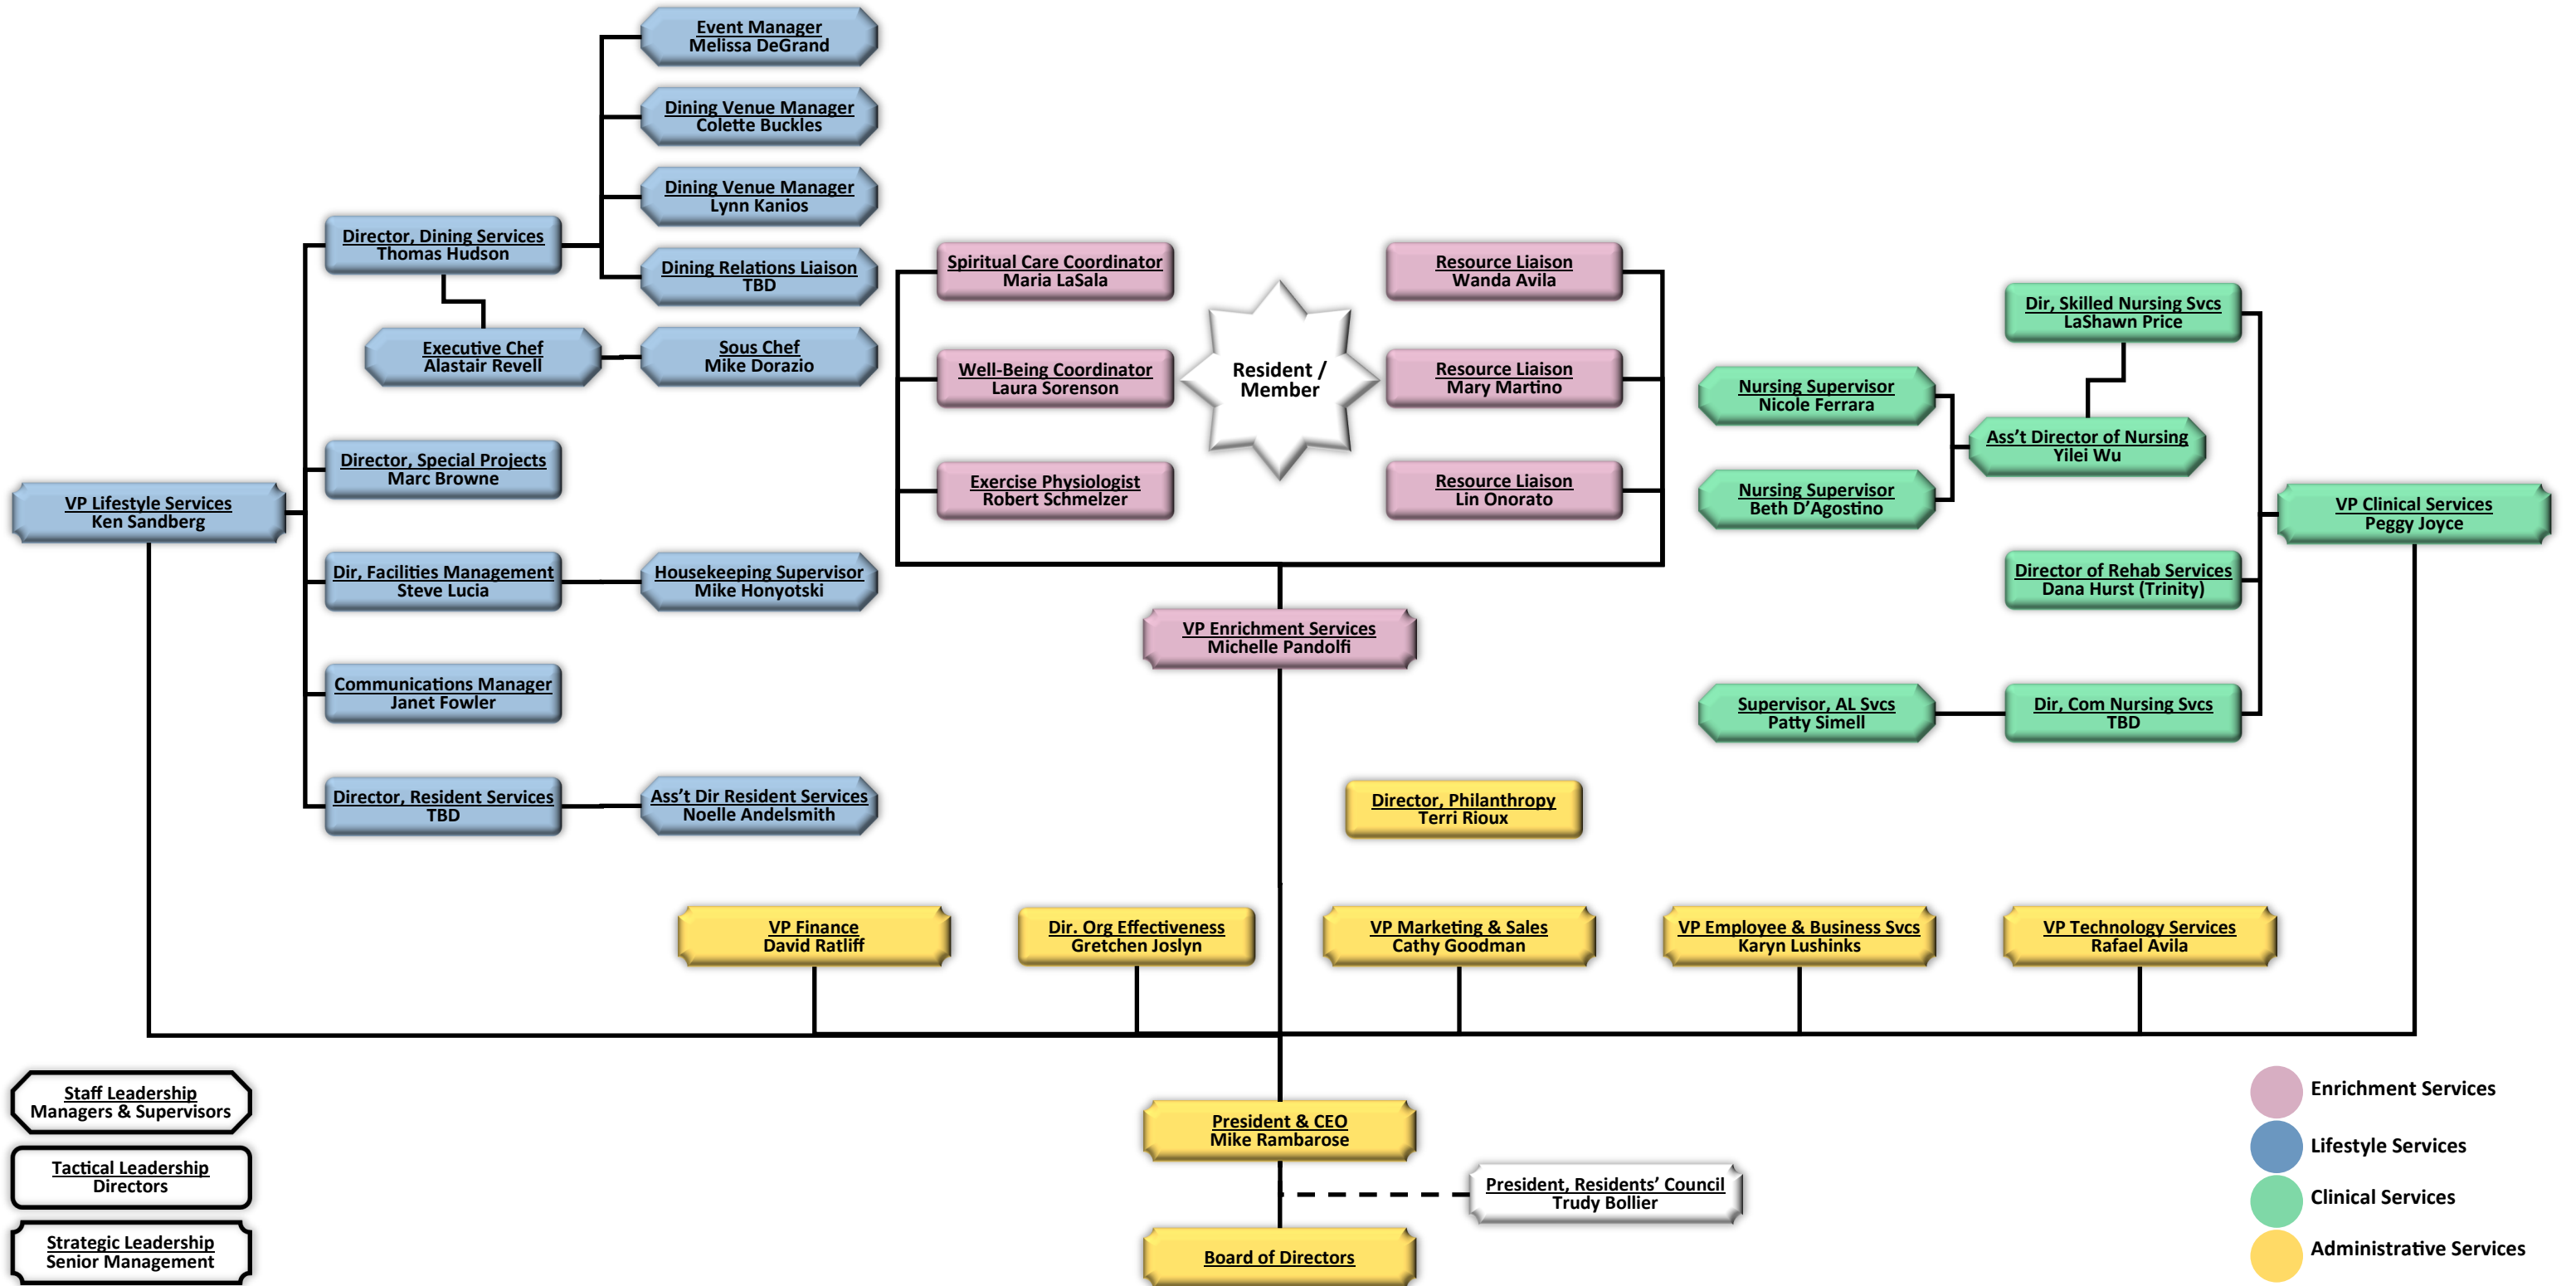 Event Manager
Melissa DeGrand
Dining Venue Manager
Colette Buckles
Dining Venue Manager
Lynn Kanios
Director, Dining Services
Thomas Hudson
Dining Relations Liaison
TBD
Executive Chef
Alastair Revell
Sous Chef
Mike Dorazio
Director, Special Projects
Marc Browne
VP Lifestyle Services
Ken Sandberg
Dir, Facilities Management
Steve Lucia
Housekeeping Supervisor
Mike Honyotski
Communications Manager
Janet Fowler
Director, Resident Services
TBD
Ass't Dir Resident Services
Noelle Andelsmith
Spiritual Care Coordinator
Maria LaSala
Well-Being Coordinator
Laura Sorenson
Exercise Physiologist
Robert Schmelzer
Resident /
Member
Resource Liaison
Wanda Avila
Resource Liaison
Mary Martino
Resource Liaison
Lin Onorato
VP Enrichment Services
Michelle Pandolfi
Dir, Skilled Nursing Svcs
LaShawn Price
Nursing Supervisor
Nicole Ferrara
Ass’t Director of Nursing
Yilei Wu
Nursing Supervisor
Beth D’Agostino
VP Clinical Services
Peggy Joyce
Director of Rehab Services
Dana Hurst (Trinity)
Supervisor, AL Svcs
Patty Simell
Dir, Com Nursing Svcs
TBD
Director, Philanthropy
Terri Rioux
VP Finance
David Ratliff
Dir. Org Effectiveness
Gretchen Joslyn
VP Marketing & Sales
Cathy Goodman
VP Employee & Business Svcs
Karyn Lushinks
VP Technology Services
Rafael Avila
President & CEO
Mike Rambarose
President, Residents’ Council
Trudy Bollier
Board of Directors
Staff Leadership
Managers & Supervisors
Tactical Leadership
Directors
Strategic Leadership
Senior Management
Enrichment Services
Lifestyle Services
Clinical Services
Administrative Services